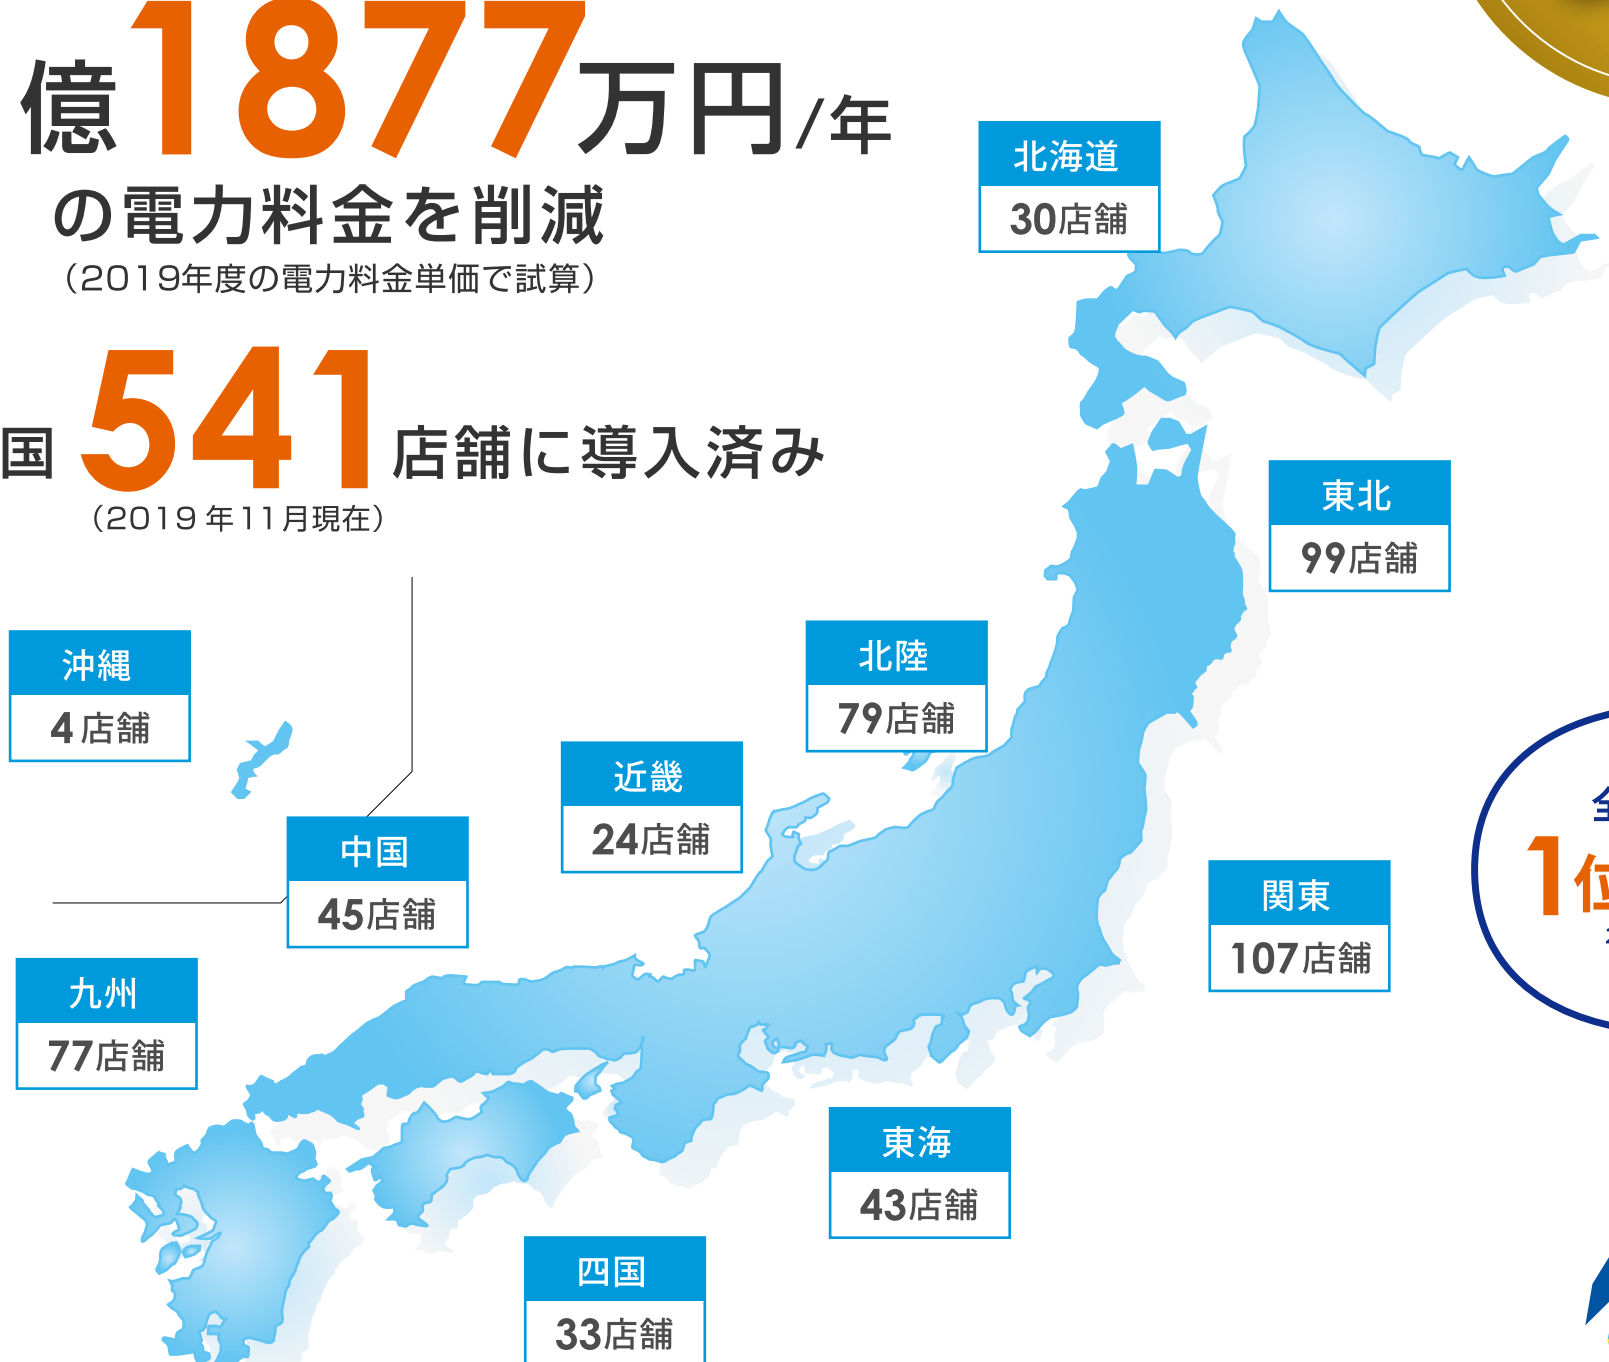 億1877万円/年
の電力料金を削減
（2019年度の電力料金単価で試算）
国541店舗に導入済み
（2019年11月現在）
北海道
30店舗
東北
99店舗
北陸
79店舗
沖縄
4店舗
近畿
24店舗
中国
45店舗
関東
107店舗
九州
77店舗
東海
43店舗
四国
33店舗
全
1位